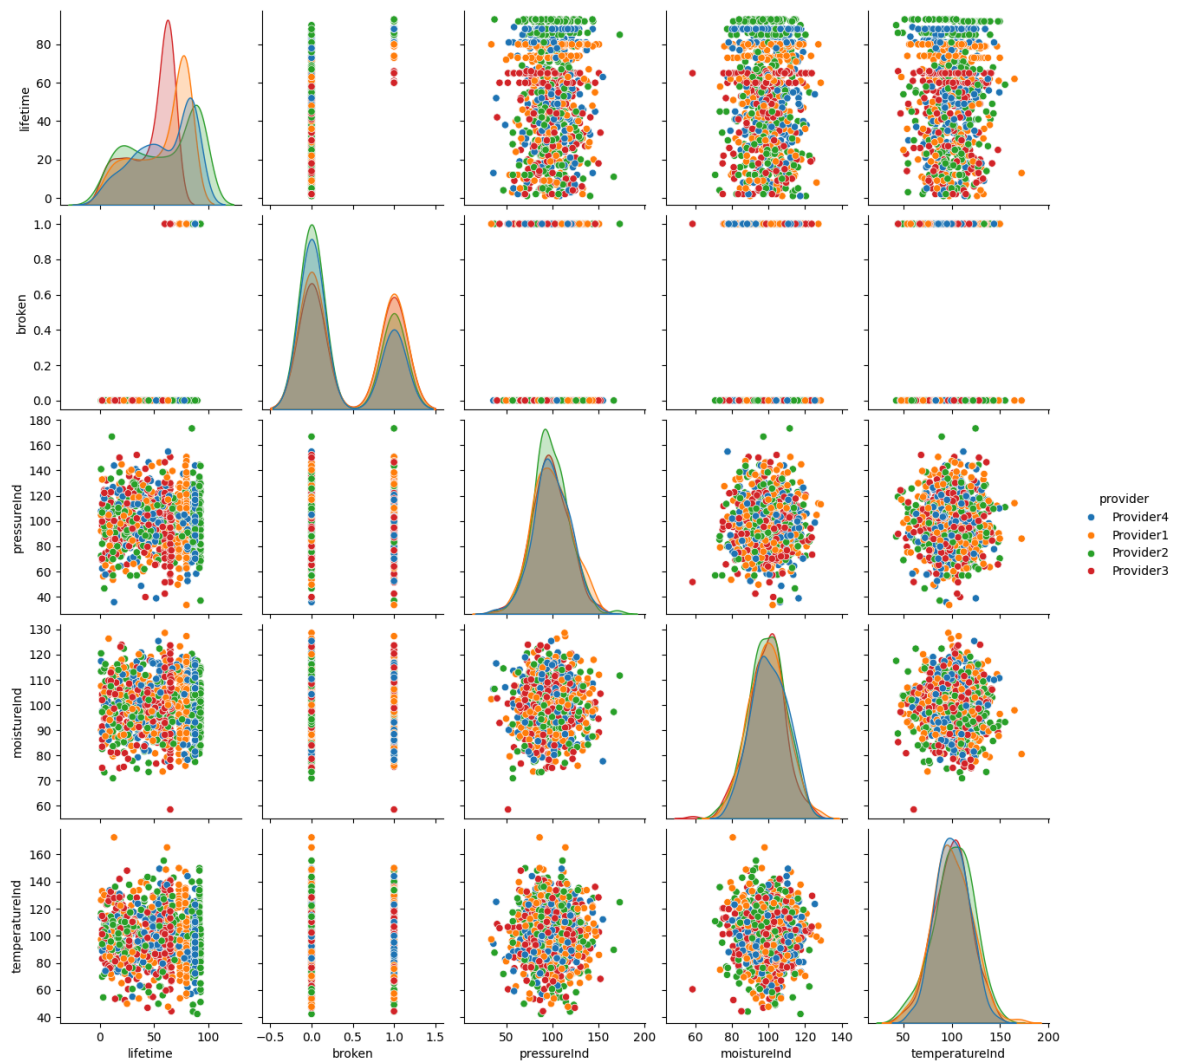 80
60
40
20
0
lifetime
1.0
0.8
0.6
0.4
0.2
0.0
broken
180
160
140
120
100
80
60
40
pressureInd
130
120
110
100
90
80
70
60
moistureInd
160
140
120
100
80
60
40
temperatureInd
0 50 100
lifetime
−0.5 0.0 0.5 1.0 1.5
broken
50 100 150 200
pressureInd
60 80 100 120 140
moistureInd
50 100 150 200
temperatureInd
provider
Provider4
Provider1
Provider2
Provider3